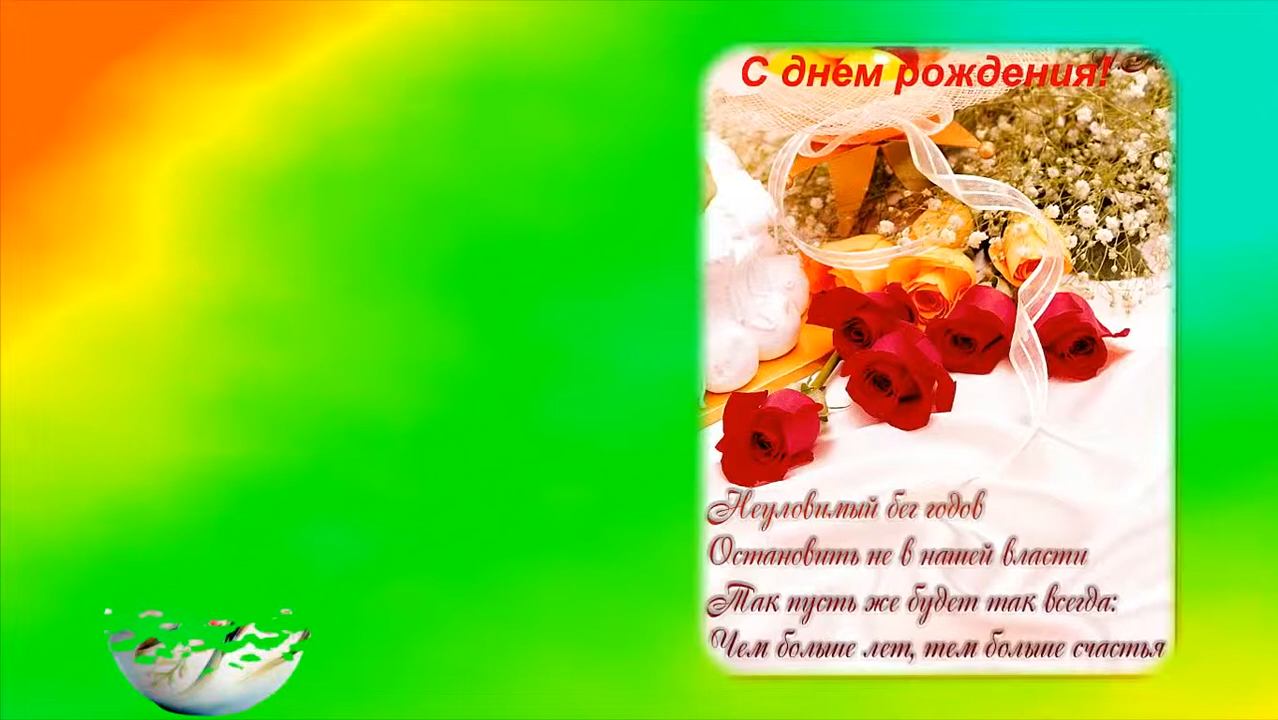 С днем рождения!
Неуловимый бег годов
Остановить не в нашей власти
Так пусть же будет так всегда:
Чем больше лет, тем больше счастья